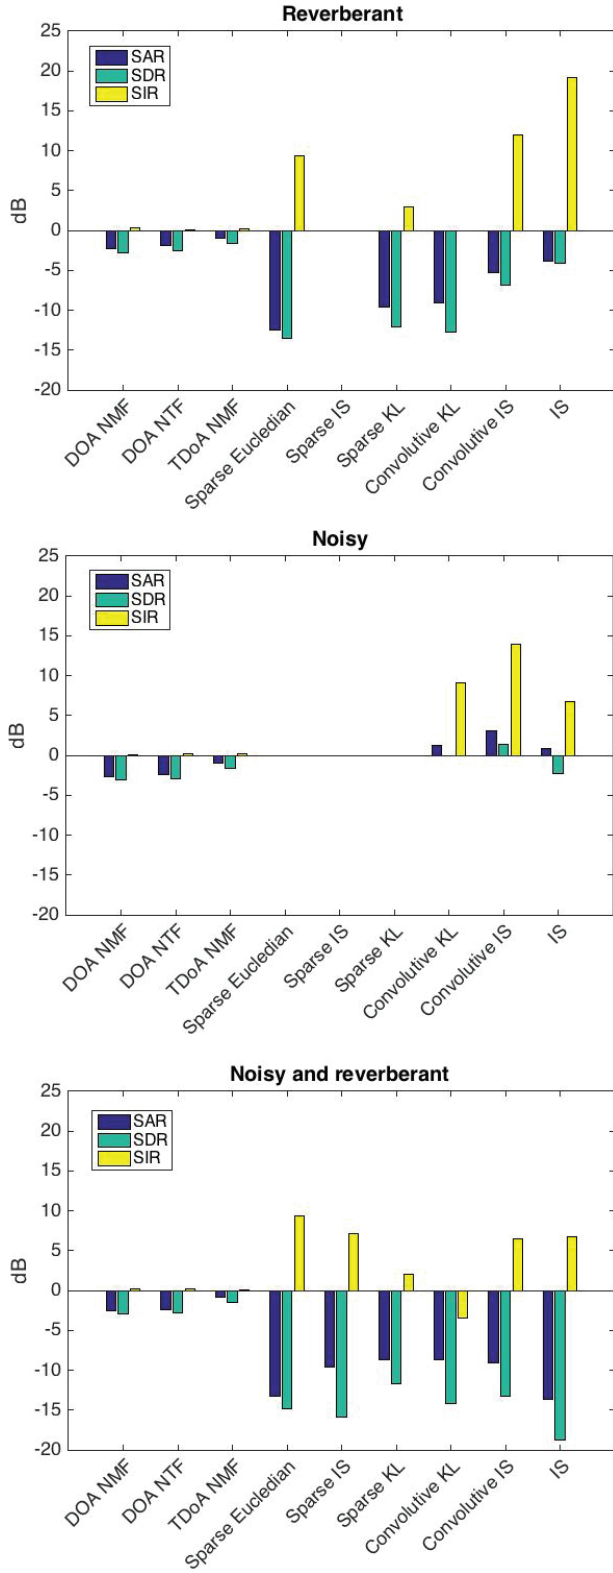 Reverberant
25
20
15
10
5
0
-5
-10
-15
-20
dB
SAR
SDR
SIR
DOA NMF
DOA NTF
TDoA NMF
Sparse Eucledian
Sparse IS
Sparse KL
Convolutive KL
Convolutive IS
IS
Noisy
25
20
15
10
5
0
-5
-10
-15
-20
dB
SAR
SDR
SIR
DOA NMF
DOA NTF
TDoA NMF
Sparse Eucledian
Sparse IS
Sparse KL
Convolutive KL
Convolutive IS
IS
Noisy and reverberant
25
20
15
10
5
0
-5
-10
-15
-20
dB
SAR
SDR
SIR
DOA NMF
DOA NTF
TDoA NMF
Sparse Eucledian
Sparse IS
Sparse KL
Convolutive KL
Convolutive IS
IS